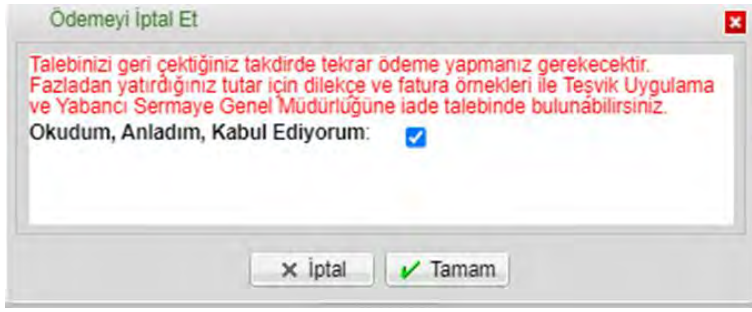 Ödemeyi İptal Et
Talebinizi geri çektiğiniz takdirde tekrar ödeme yapmanız gerekecektir.
Fazladan yatırdığınız tutar için dilekçe ve fatura örnekleri ile Teşvik Uygulama
ve Yabancı Sermaye Genel Müdürlüğüne iade talebinde bulunabilirsiniz.
Okudum, Anladım, Kabul Ediyorum:
İptal Tamam